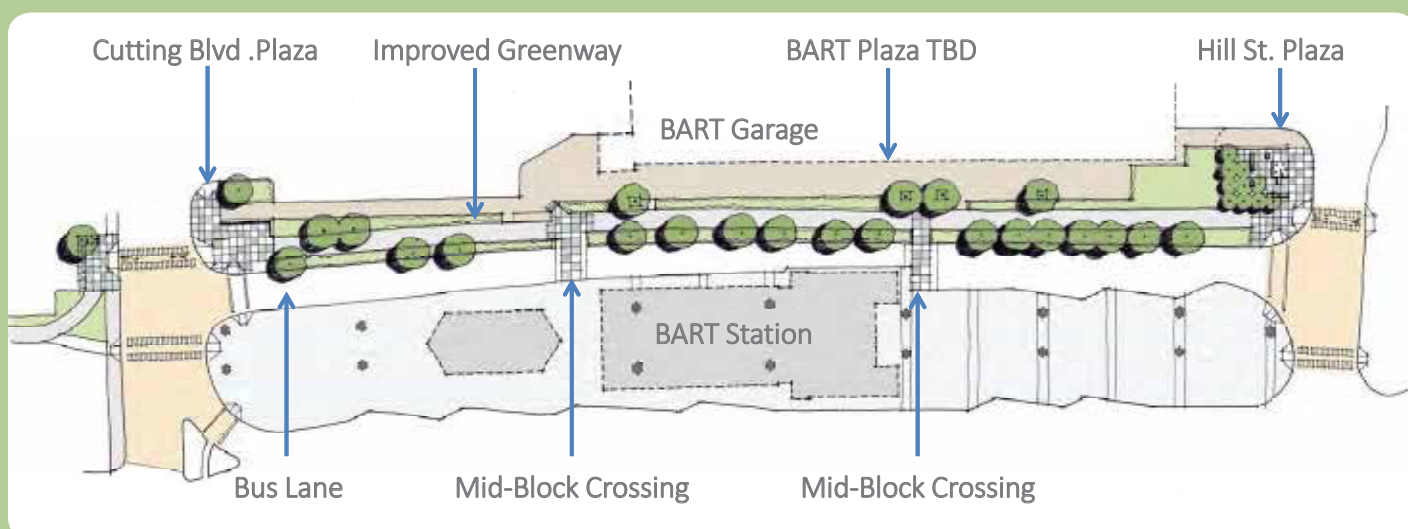 Cutting Blvd .Plaza
Improved Greenway
BART Plaza TBD
Hill St. Plaza
BART Garage
BART Station
Bus Lane
Mid-Block Crossing
Mid-Block Crossing